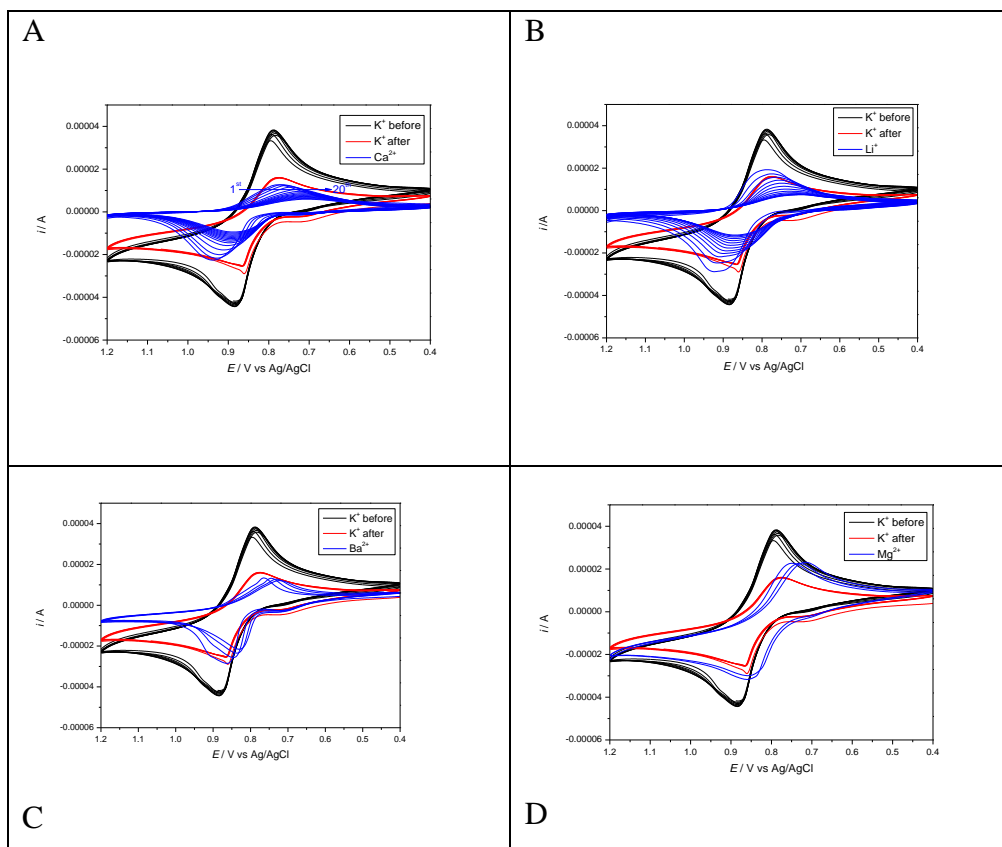 A
K⁺ before
K⁺ after
Ca²⁺
1ˢᵗ
20ᵗʰ
0.00004
0.00002
0.00000
-0.00002
-0.00004
-0.00006
i / A
1.2 1.1 1.0 0.9 0.8 0.7 0.6 0.5 0.4
E / V vs Ag/AgCl
B
K⁺ before
K⁺ after
Li⁺
0.00004
0.00002
0.00000
-0.00002
-0.00004
-0.00006
i /A
1.2 1.1 1.0 0.9 0.8 0.7 0.6 0.5 0.4
E / V vs Ag/AgCl
K⁺ before
K⁺ after
Ba²⁺
0.00004
0.00002
0.00000
-0.00002
-0.00004
-0.00006
i / A
1.2 1.1 1.0 0.9 0.8 0.7 0.6 0.5 0.4
E / V vs Ag/AgCl
C
K⁺ before
K⁺ after
Mg²⁺
0.00004
0.00002
0.00000
-0.00002
-0.00004
-0.00006
i / A
1.2 1.1 1.0 0.9 0.8 0.7 0.6 0.5 0.4
E / V vs Ag/AgCl
D